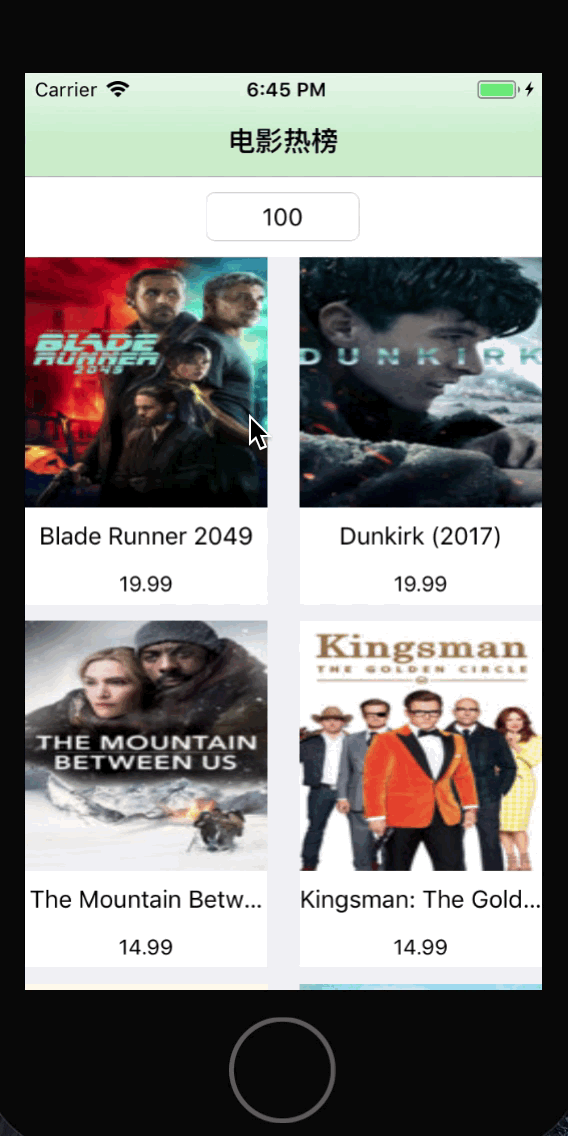 Carrier 6:45 PM
电影热榜
100
BLADE
RUNNER
2049
DUNKIRK
Blade Runner 2049
Dunkirk (2017)
19.99
19.99
THE MOUNTAIN
BETWEEN US
Kingsman
THE GOLDEN CIRCLE
The Mountain Betw...
Kingsman: The Gold...
14.99
14.99